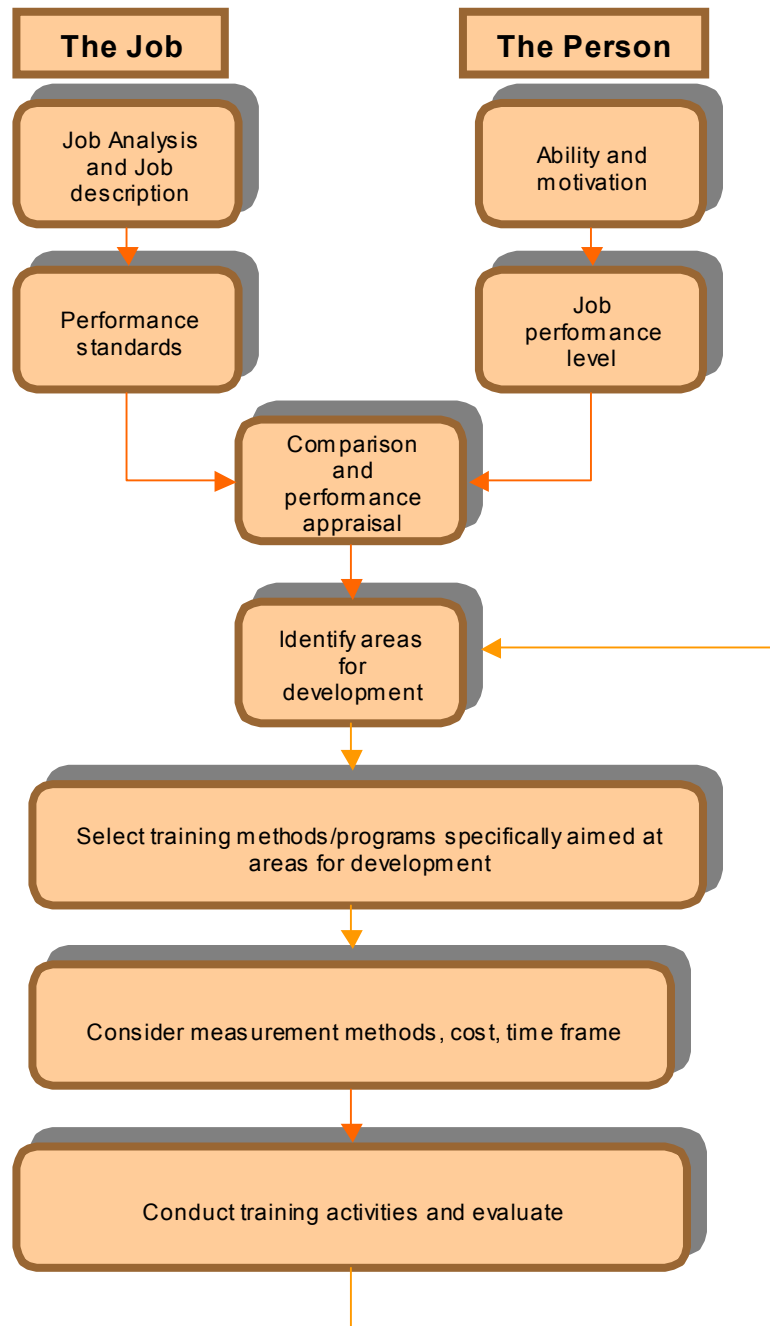 The Job
The Person
Job Analysis
and Job
description
Ability and
motivation
Performance
standards
Job
performance
level
Comparison
and
performance
appraisal
Identify areas
for
development
Select training methods/programs specifically aimed at
areas for development
Consider measurement methods, cost, time frame
Conduct training activities and evaluate